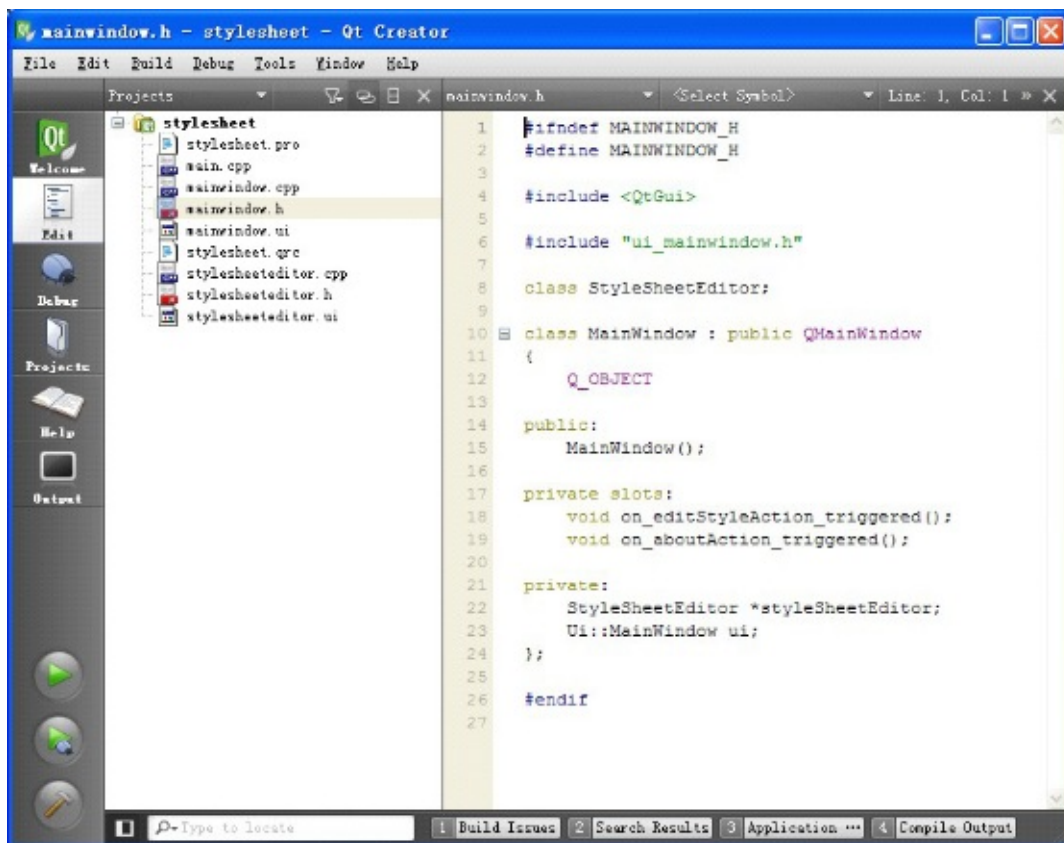 mainwindow.h - stylesheet - Qt Creator
File Edit Build Debug Tools Window Help
Projects
mainwindow.h
<Select Symbol>
Line: 1, Col: 1 »
Qt
Welcome
Edit
Debug
Projects
Help
Output
stylesheet
stylesheet.pro
main.cpp
mainwindow.cpp
mainwindow.h
mainwindow.ui
stylesheet.qrc
stylesheeteditor.cpp
stylesheeteditor.h
stylesheeteditor.ui
1 #ifndef MAINWINDOW_H
2 #define MAINWINDOW_H
3
4 #include <QtGui>
5
6 #include "ui_mainwindow.h"
7
8 class StyleSheetEditor;
9
10 class MainWindow : public QMainWindow
11 {
12 Q_OBJECT
13
14 public:
15 MainWindow();
16
17 private slots:
18 void on_editStyleAction_triggered();
19 void on_aboutAction_triggered();
20
21 private:
22 StyleSheetEditor *styleSheetEditor;
23 Ui::MainWindow ui;
24 };
25
26 #endif
27
Type to locate
1 Build Issues 2 Search Results 3 Application ... 4 Compile Output